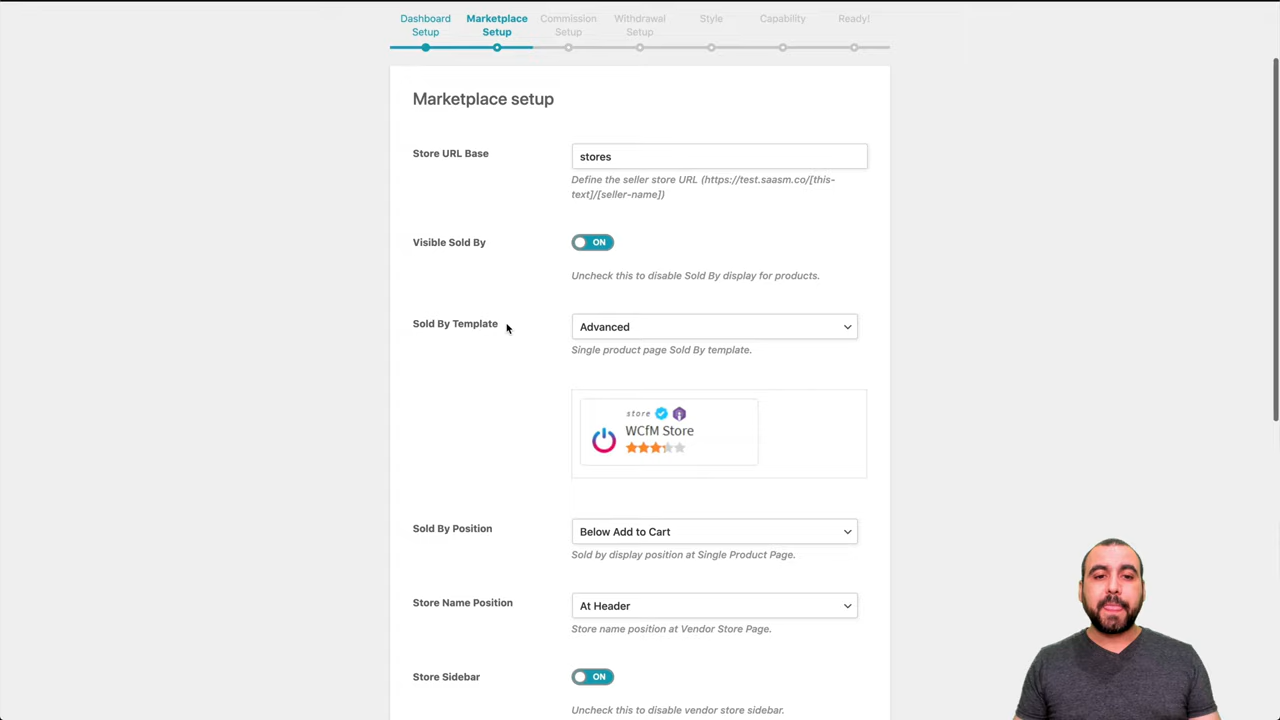 Dashboard Setup
Marketplace Setup
Commission Setup
Withdrawal Setup
Style
Capability
Ready!
Marketplace setup
Store URL Base
stores
Define the seller store URL (https://test.saasm.co/[this-
text]/[seller-name])
Visible Sold By
ON
Uncheck this to disable Sold By display for products.
Sold By Template
Advanced
Single product page Sold By template.
store
WCfM Store
Sold By Position
Below Add to Cart
Sold by display position at Single Product Page.
Store Name Position
At Header
Store name position at Vendor Store Page.
Store Sidebar
ON
Uncheck this to disable vendor store sidebar.